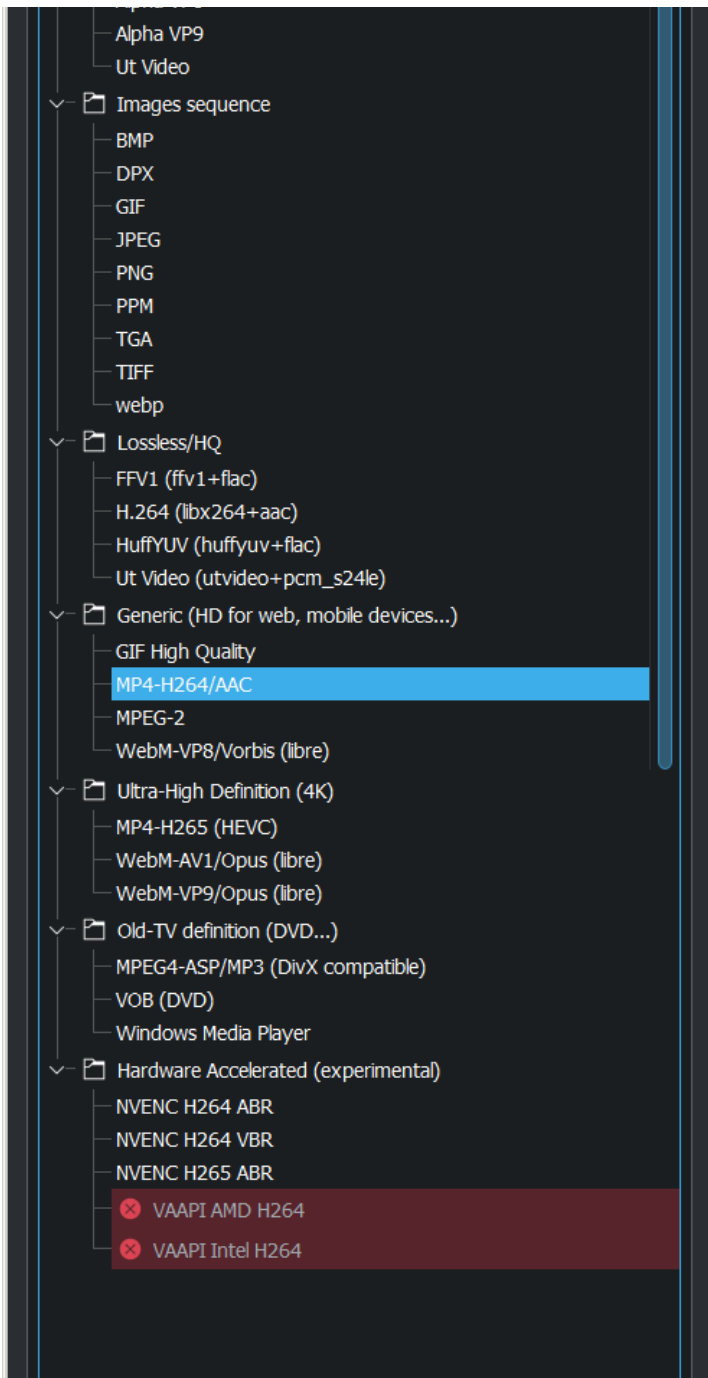 Alpha VP9
Ut Video
Images sequence
BMP
DPX
GIF
JPEG
PNG
PPM
TGA
TIFF
webp
Lossless/HQ
FFV1 (ffv1+flac)
H.264 (libx264+aac)
HuffYUV (huffyuv+flac)
Ut Video (utvideo+pcm_s24le)
Generic (HD for web, mobile devices...)
GIF High Quality
MP4-H264/AAC
MPEG-2
WebM-VP8/Vorbis (libre)
Ultra-High Definition (4K)
MP4-H265 (HEVC)
WebM-AV1/Opus (libre)
WebM-VP9/Opus (libre)
Old-TV definition (DVD...)
MPEG4-ASP/MP3 (DivX compatible)
VOB (DVD)
Windows Media Player
Hardware Accelerated (experimental)
NVENC H264 ABR
NVENC H264 VBR
NVENC H265 ABR
VAAPI AMD H264
VAAPI Intel H264